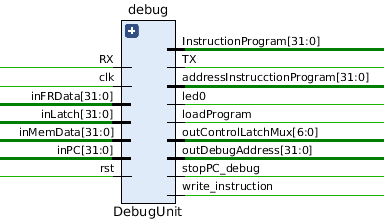 debug
RX
clk
inFRData[31:0]
inLatch[31:0]
inMemData[31:0]
inPC[31:0]
rst
InstructionProgram[31:0]
TX
addressInstrucctionProgram[31:0]
led0
loadProgram
outControlLatchMux[6:0]
outDebugAddress[31:0]
stopPC_debug
write_instruction
DebugUnit